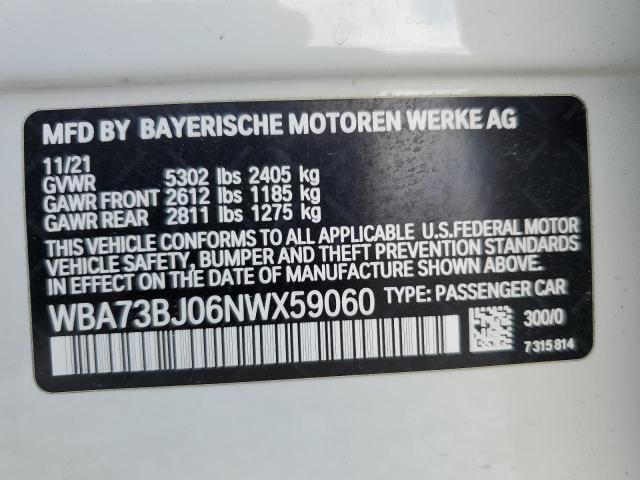 MFD BY BAYERISCHE MOTOREN WERKE AG
11/21
GVWR 5302 lbs 2405 kg
GAWR FRONT 2612 lbs 1185 kg
GAWR REAR 2811 lbs 1275 kg
THIS VEHICLE CONFORMS TO ALL APPLICABLE U.S.FEDERAL MOTOR
VEHICLE SAFETY, BUMPER AND THEFT PREVENTION STANDARDS
IN EFFECT ON THE DATE OF MANUFACTURE SHOWN ABOVE.
WBA73BJ06NWX59060 TYPE: PASSENGER CAR
300/0
7 315 814